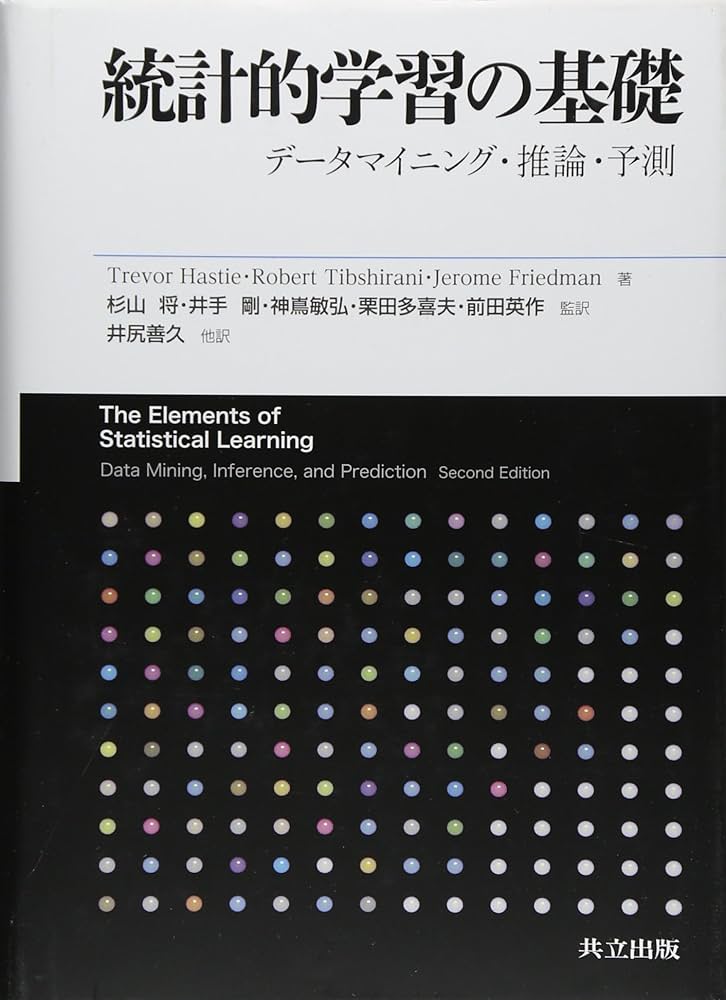 統計的学習の基礎
データマイニング・推論・予測
Trevor Hastie・Robert Tibshirani・Jerome Friedman 著
杉山 将・井手 剛・神嶌敏弘・栗田多喜夫・前田英作 監訳
井尻善久 他訳
The Elements of
Statistical Learning
Data Mining, Inference, and Prediction Second Edition
共立出版